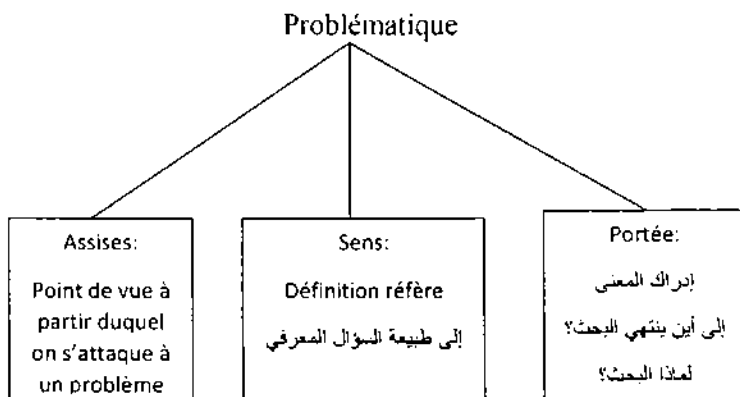 Problématique
Assises:
Point de vue à
partir duquel
on s'attaque à
un problème
Sens:
Définition réfère
إلى طبيعة السؤال المعرفي
Portée:
إدراك المعنى
إلى أين ينتهي البحث؟
لماذا البحث؟